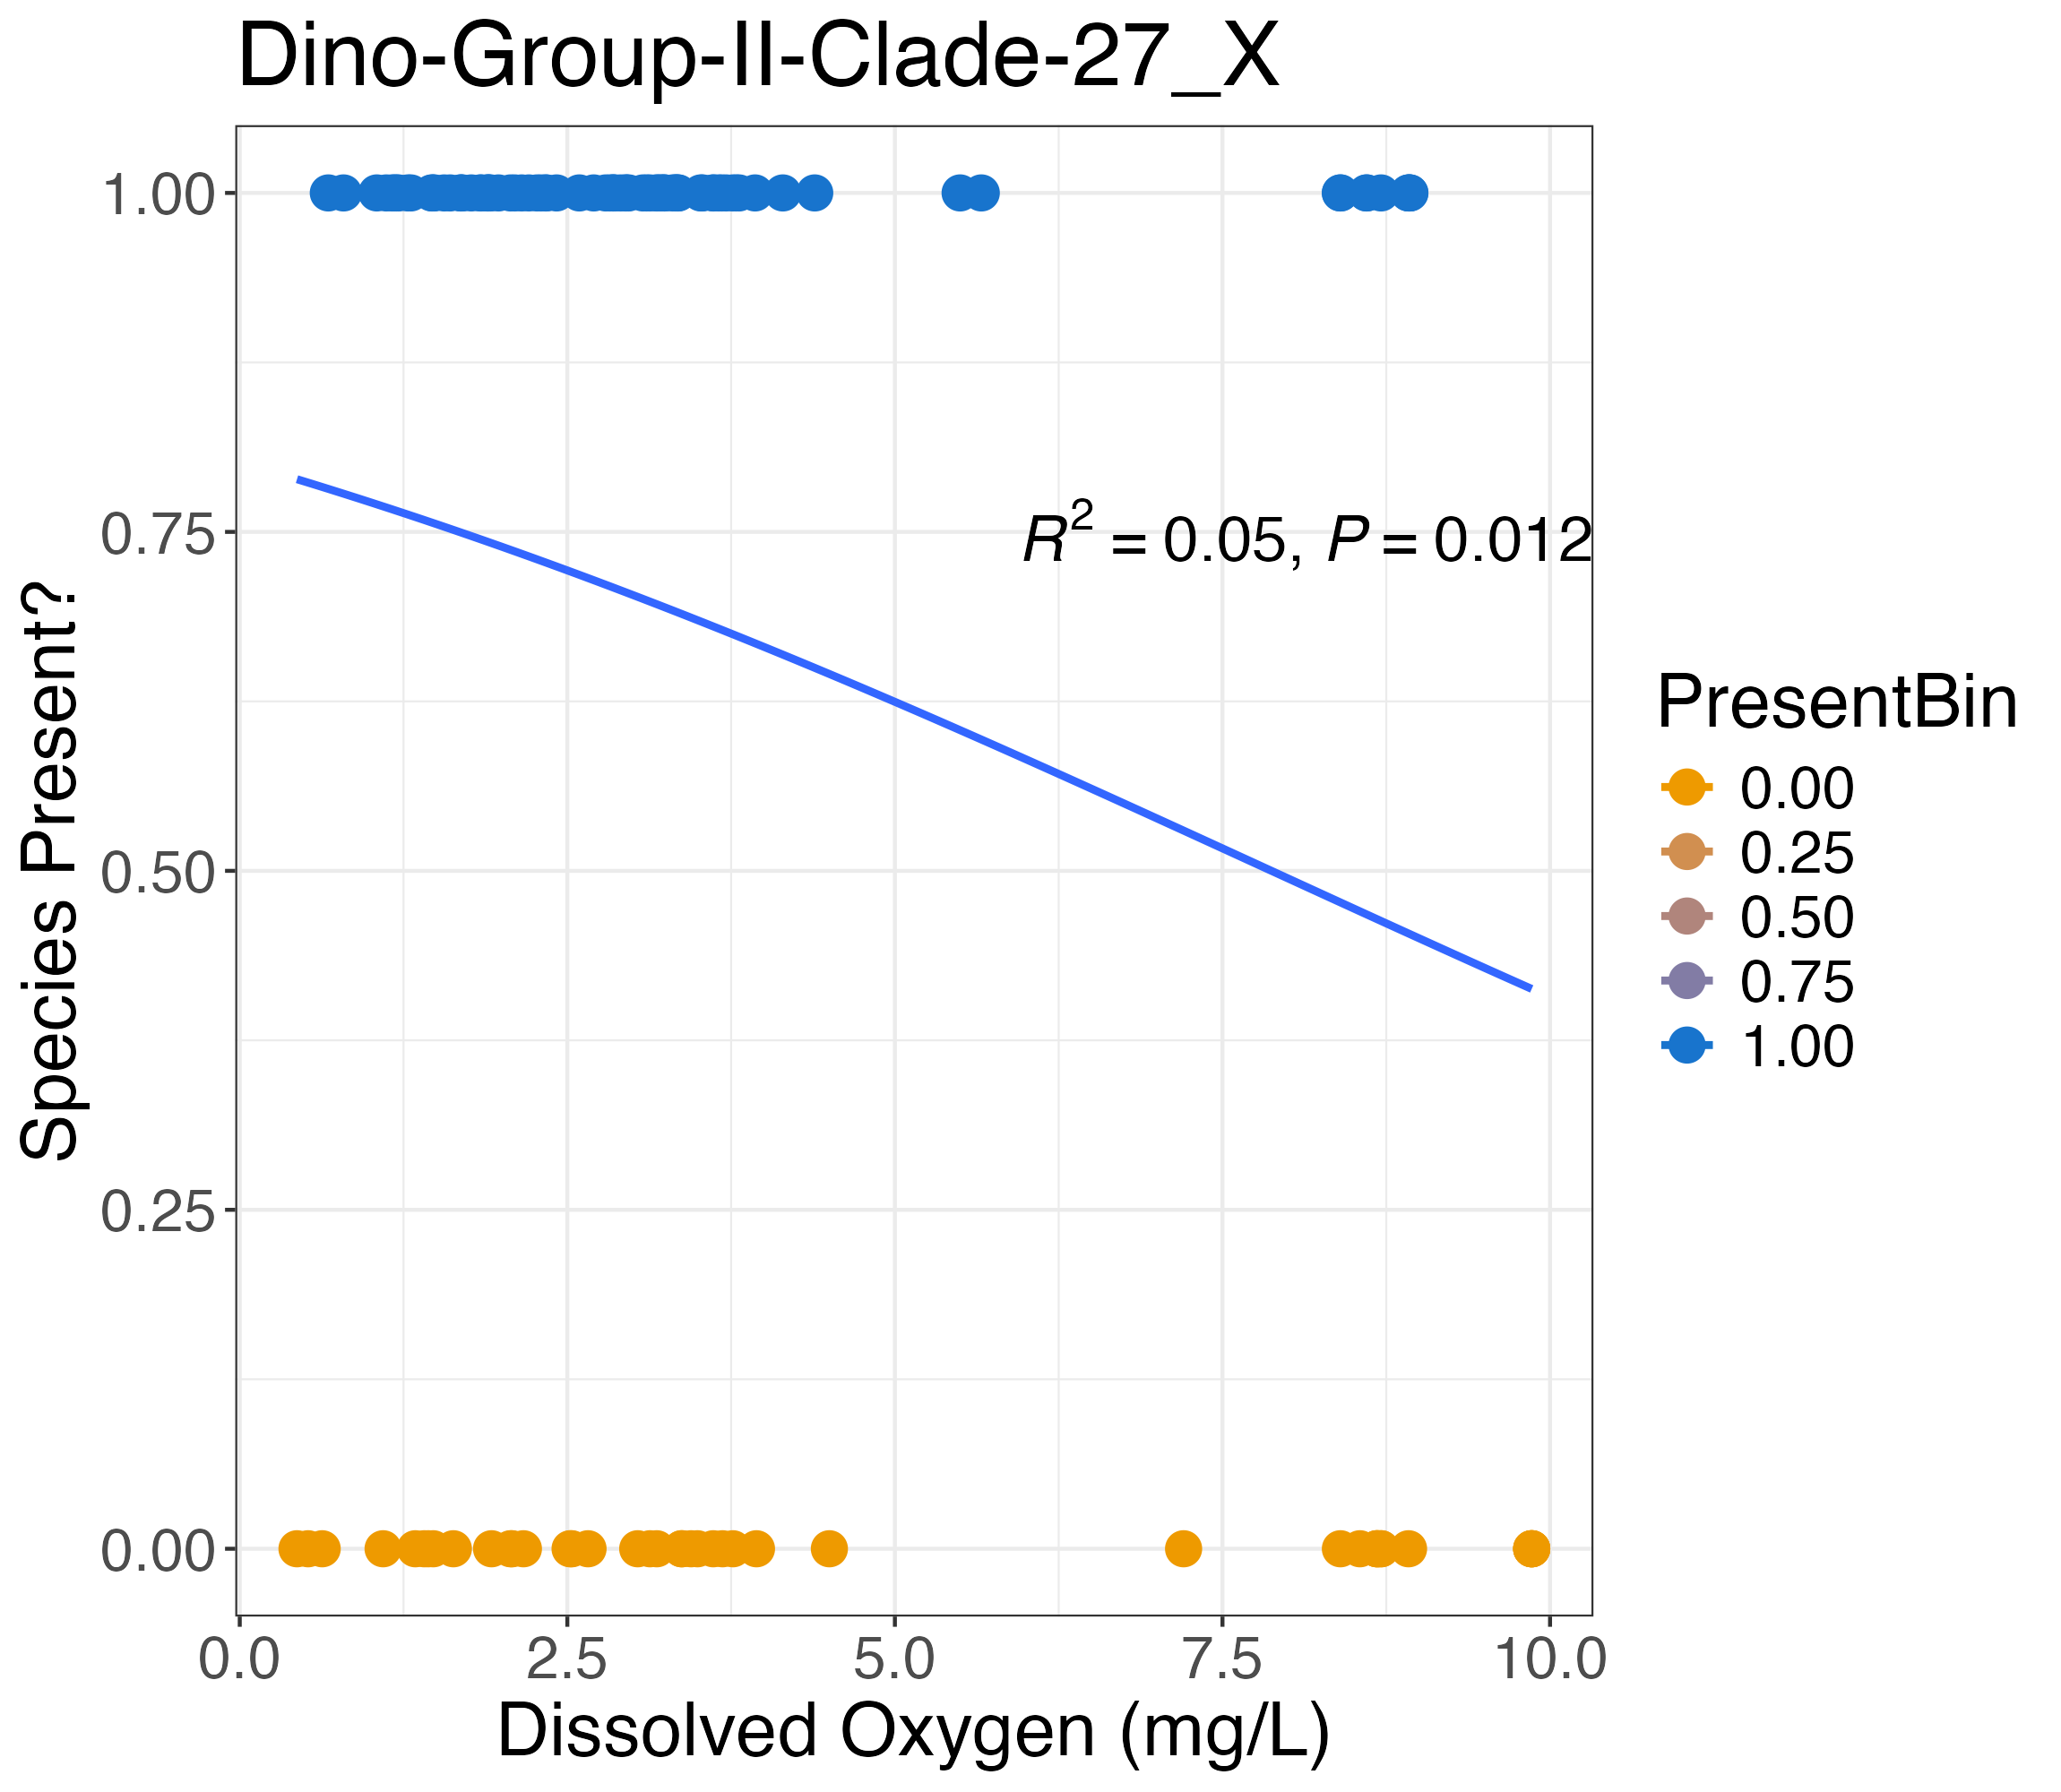 Dino-Group-II-Clade-27_X
1.00
0.75
0.50
0.25
0.00
Species Present?
R² = 0.05, P = 0.012
0.0 2.5 5.0 7.5 10.0
Dissolved Oxygen (mg/L)
PresentBin
0.00
0.25
0.50
0.75
1.00